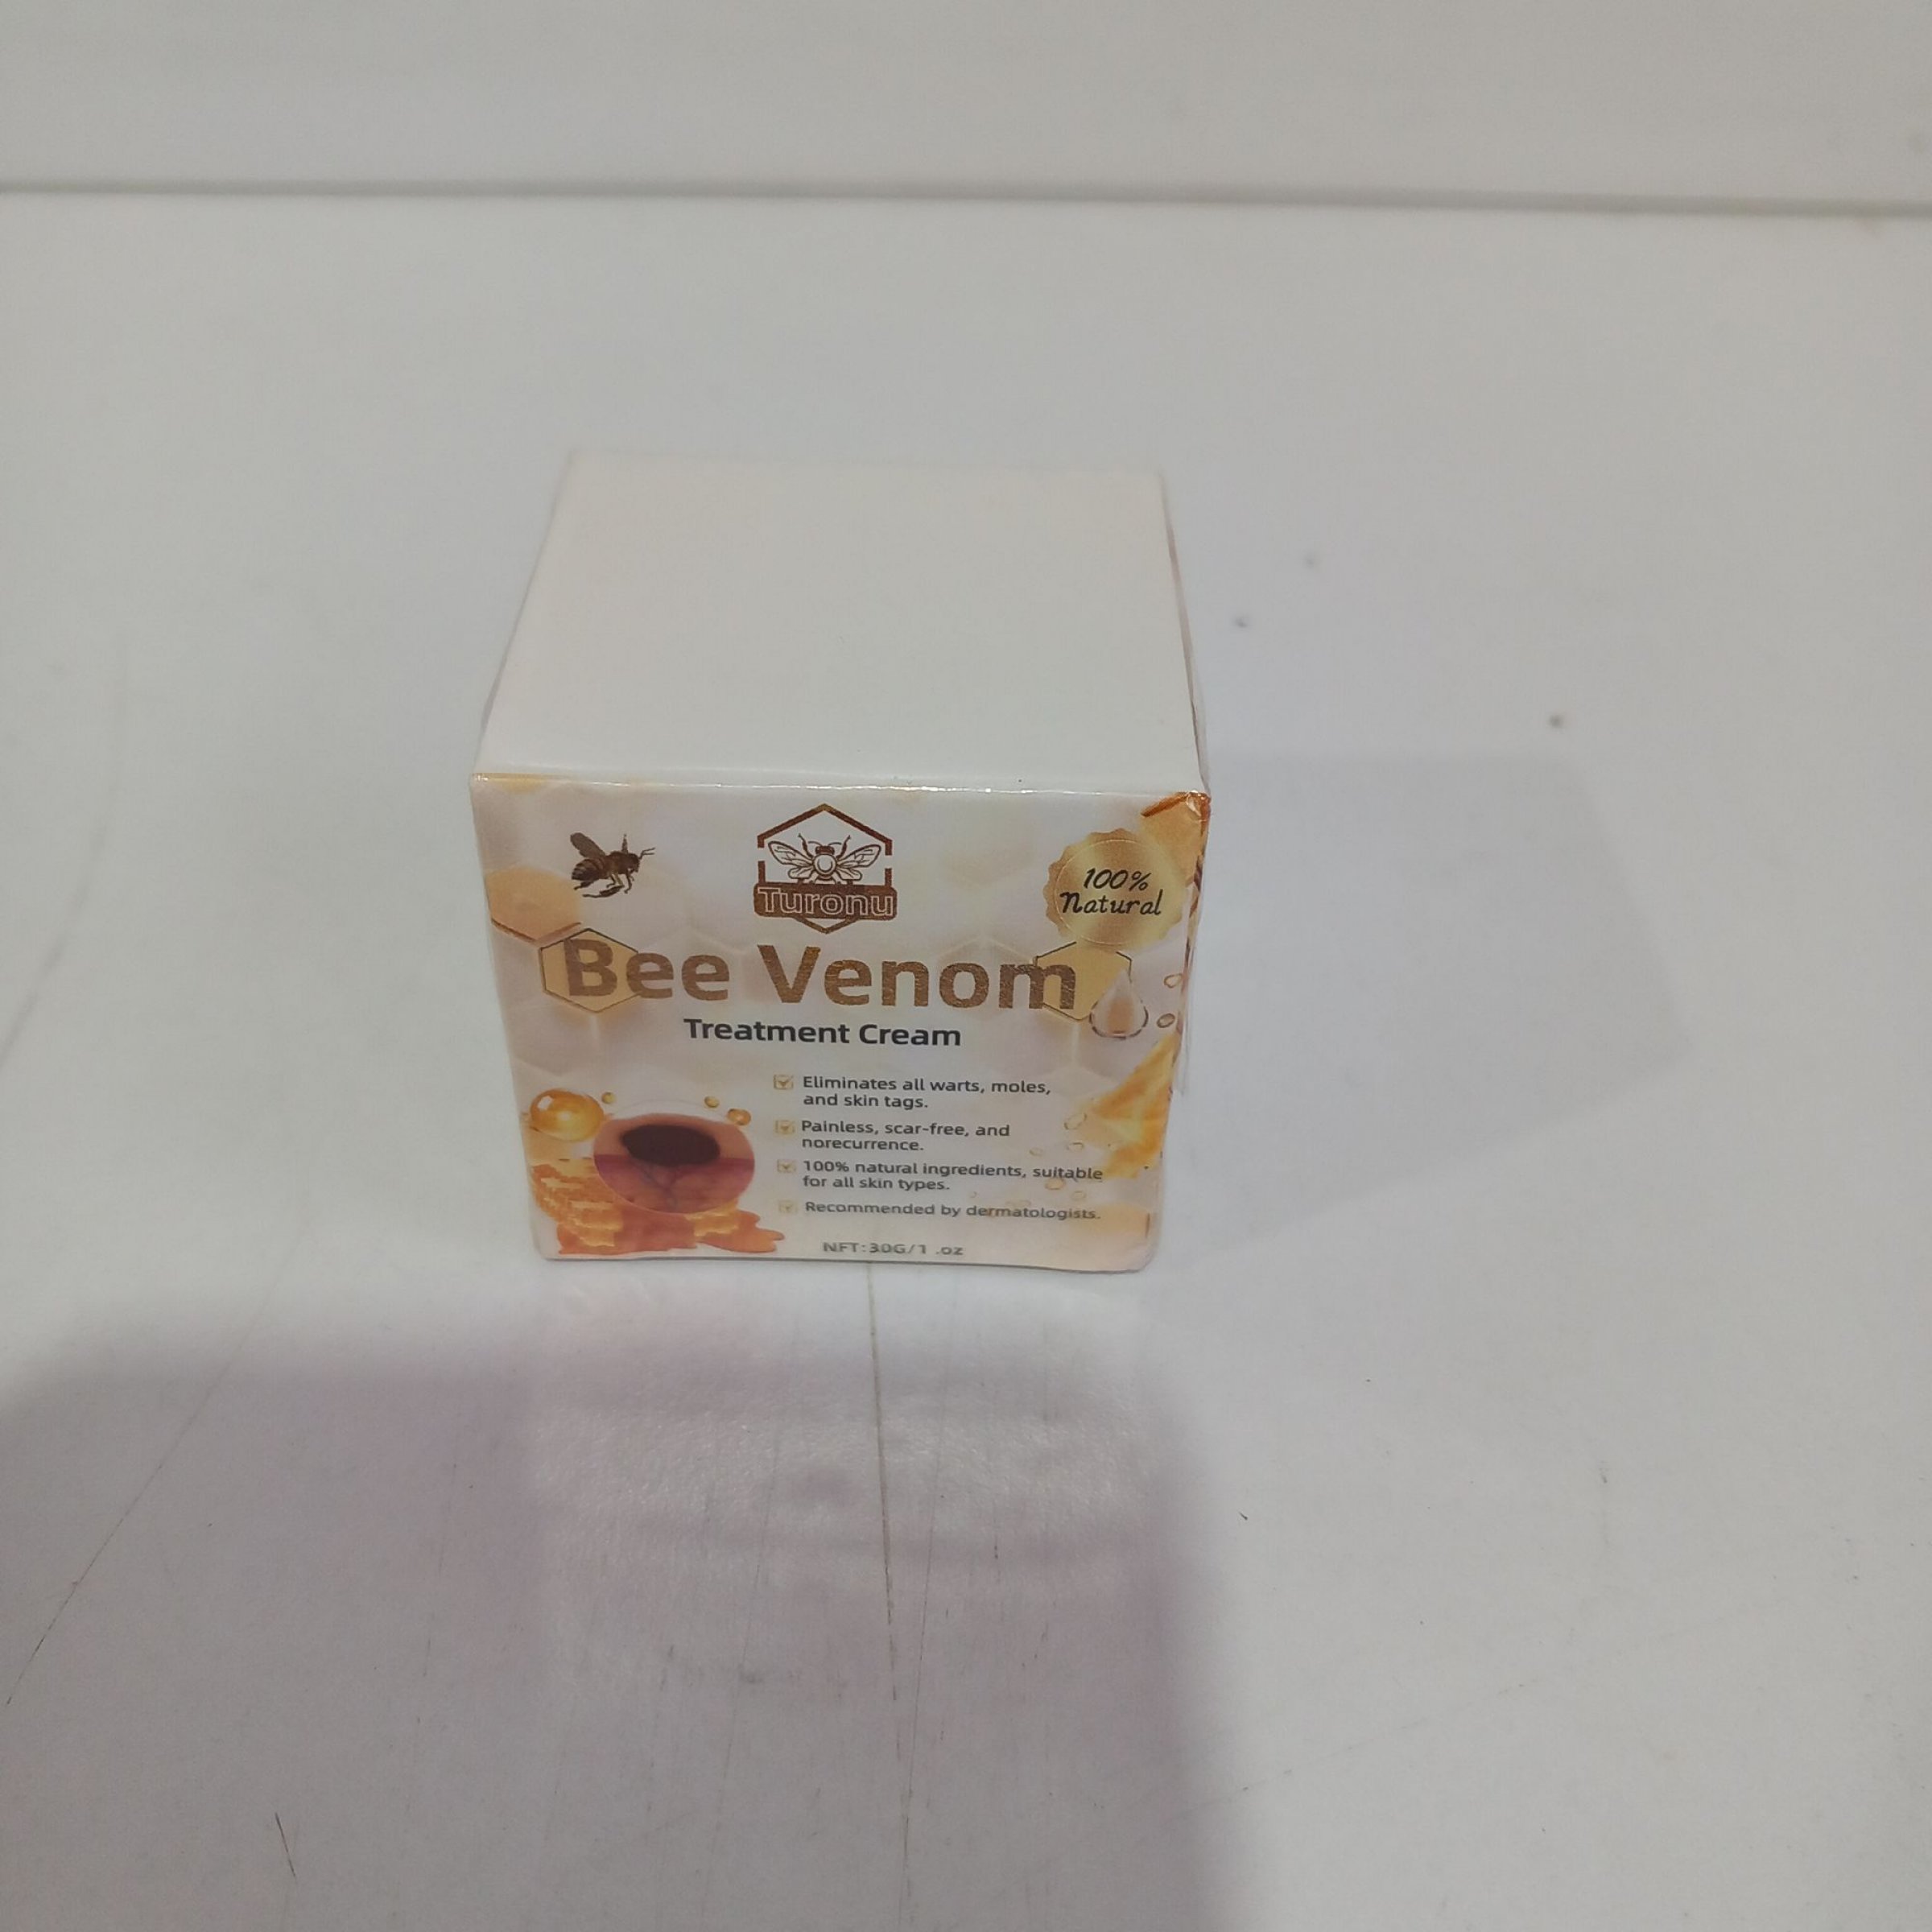 Turonu
100%
Natural
Bee Venom
Treatment Cream
Eliminates all warts, moles,
and skin tags.
Painless, scar-free, and
norecurrence.
100% natural ingredients, suitable
for all skin types.
Recommended by dermatologists.
NFT:30G/1 .oz